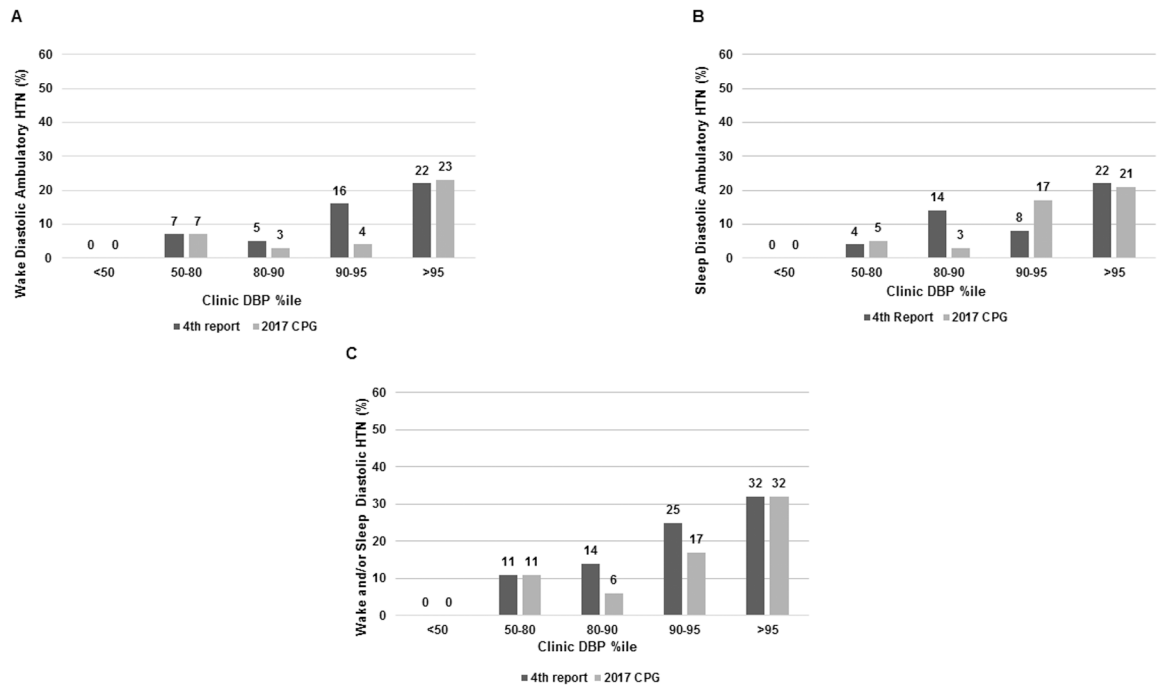 A
Wake Diastolic Ambulatory HTN (%)
60
50
40
30
20
10
0
0 0
7 7
5 3
16 4
22 23
<50 50-80 80-90 90-95 >95
Clinic DBP %ile
4th report 2017 CPG
B
Sleep Diastolic Ambulatory HTN (%)
60
50
40
30
20
10
0
0 0
4 5
14 3
8 17
22 21
<50 50-80 80-90 90-95 >95
Clinic DBP %ile
4th Report 2017 CPG
C
Wake and/or Sleep Diastolic HTN (%)
60
50
40
30
20
10
0
0 0
11 11
14 6
25 17
32 32
<50 50-80 80-90 90-95 >95
Clinic DBP %ile
4th report 2017 CPG